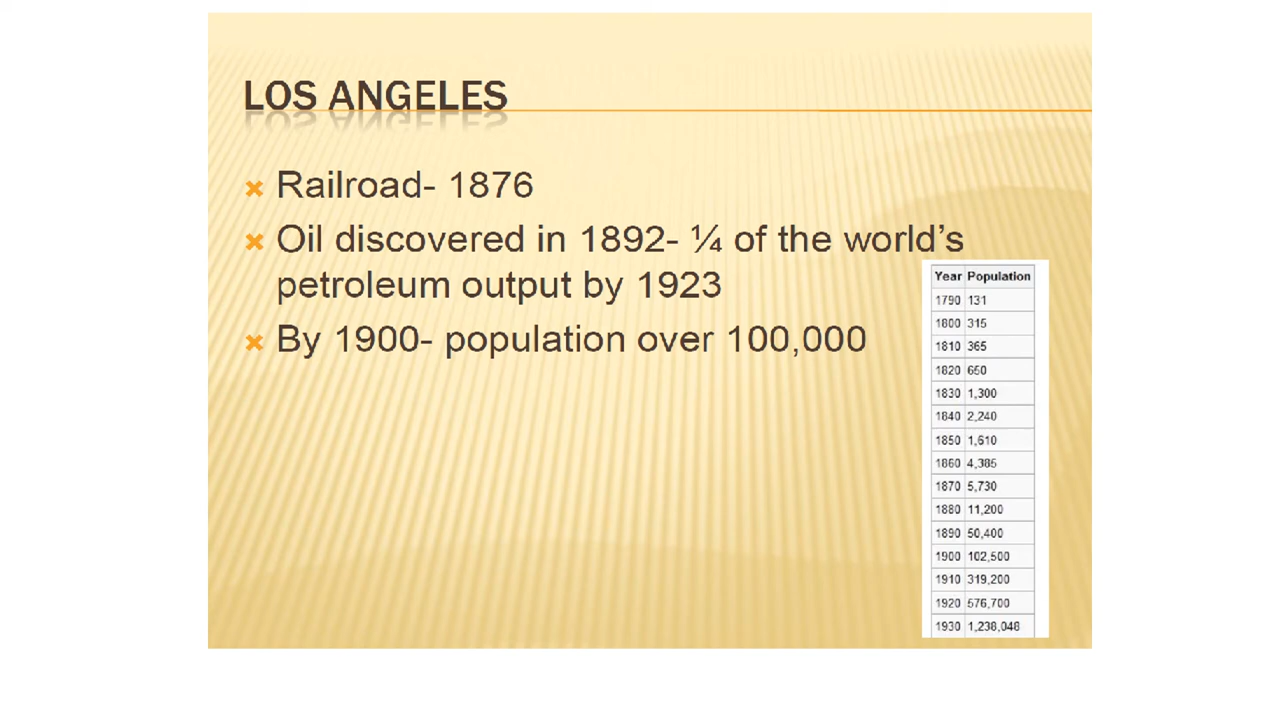 LOS ANGELES
Railroad- 1876
Oil discovered in 1892- ¼ of the world's
petroleum output by 1923
By 1900- population over 100,000
Year Population
1790 131
1800 315
1810 365
1820 650
1830 1,300
1840 2,240
1850 1,610
1860 4,385
1870 5,730
1880 11,200
1890 50,400
1900 102,500
1910 319,200
1920 576,700
1930 1,238,048